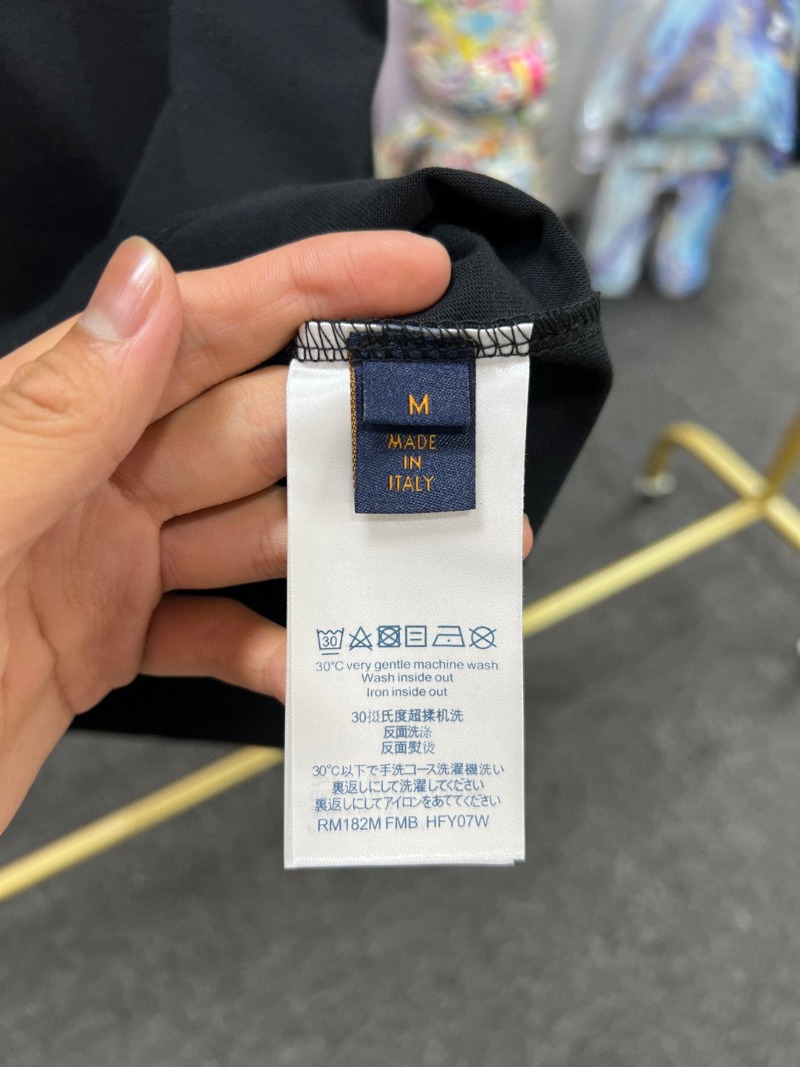 M
MADE
IN
ITALY
30
30°C very gentle machine wash
Wash inside out
Iron inside out
30摄氏度超揉机洗
反面洗涤
反面熨烫
30°C以下で手洗コース洗濯機洗い
裏返しにして洗濯してください
裏返しにしてアイロンをあててください
RM182M FMB HFY07W